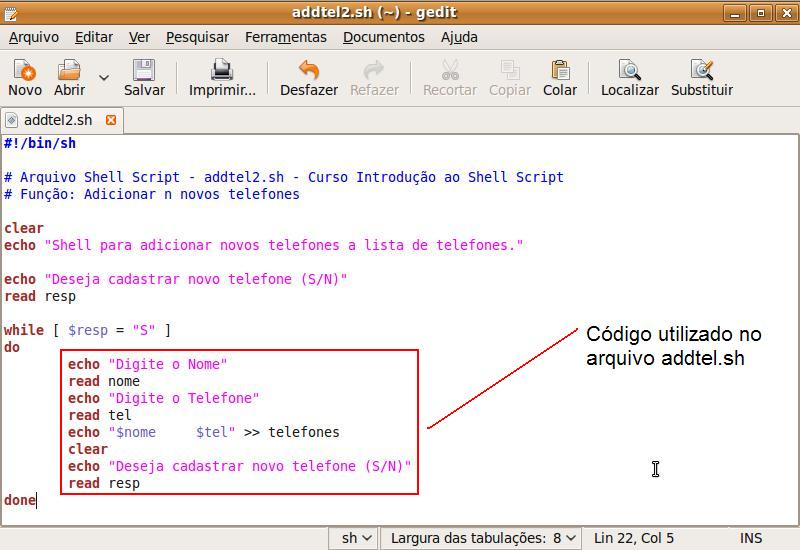 addtel2.sh (~) - gedit
Arquivo Editar Ver Pesquisar Ferramentas Documentos Ajuda
Novo Abrir Salvar Imprimir... Desfazer Refazer Recortar Copiar Colar Localizar Substituir
addtel2.sh
#!/bin/sh
# Arquivo Shell Script - addtel2.sh - Curso Introdução ao Shell Script
# Função: Adicionar n novos telefones
clear
echo "Shell para adicionar novos telefones a lista de telefones."
echo "Deseja cadastrar novo telefone (S/N)"
read resp
while [ $resp = "S" ]
do
echo "Digite o Nome"
read nome
echo "Digite o Telefone"
read tel
echo "$nome     $tel" >> telefones
clear
echo "Deseja cadastrar novo telefone (S/N)"
read resp
done
Código utilizado no
arquivo addtel.sh
sh Largura das tabulações: 8 Lin 22, Col 5 INS